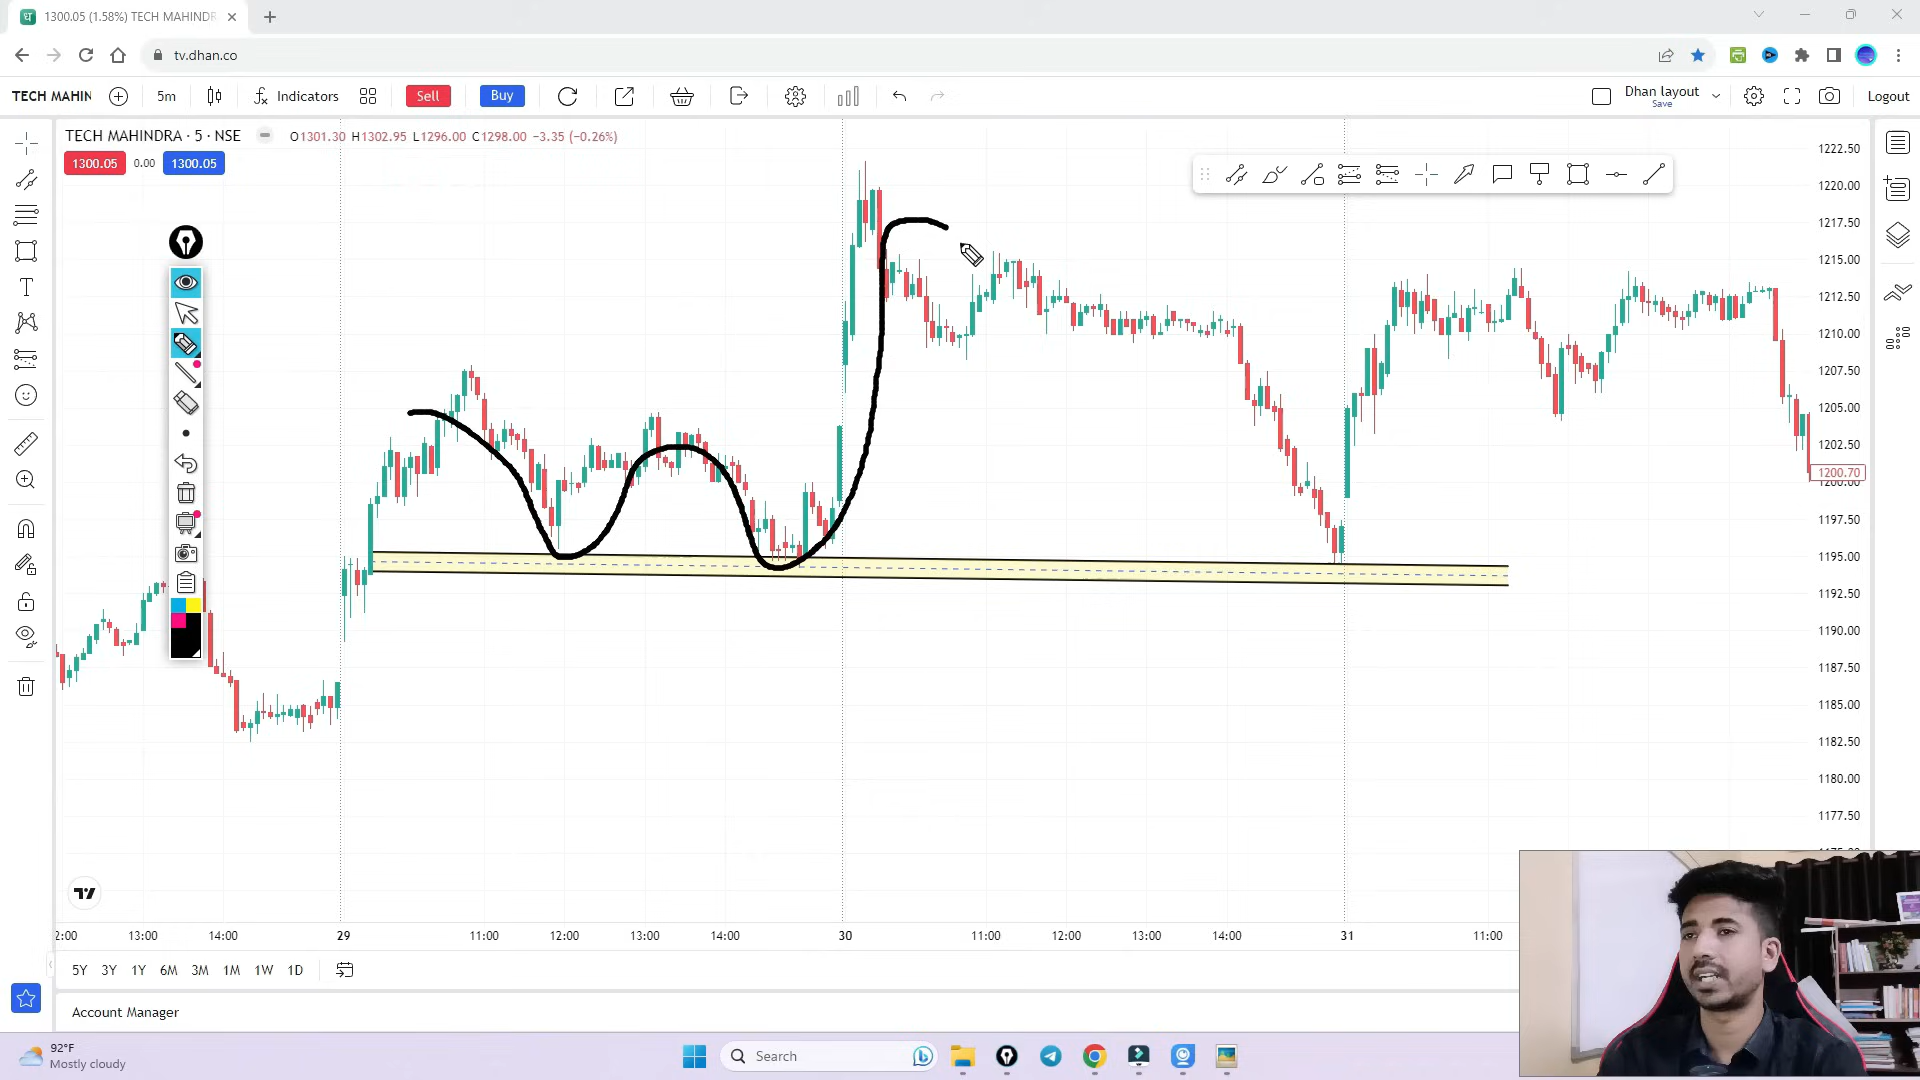 1300.05 (1.58%) TECH MAHINDR
tv.dhan.co
TECH MAHIN
5m
Indicators
Sell
Buy
Dhan layout
Save
Logout
TECH MAHINDRA · 5 · NSE
O1301.30 H1302.95 L1296.00 C1298.00 −3.35 (−0.26%)
1300.05
0.00
1300.05
1222.50
1220.00
1217.50
1215.00
1212.50
1210.00
1207.50
1205.00
1202.50
1200.70
1200.00
1197.50
1195.00
1192.50
1190.00
1187.50
1185.00
1182.50
1180.00
1177.50
2:00 13:00 14:00 29 11:00 12:00 13:00 14:00 30 11:00 12:00 13:00 14:00 31 11:00
5Y 3Y 1Y 6M 3M 1M 1W 1D
Account Manager
92°F
Mostly cloudy
Search